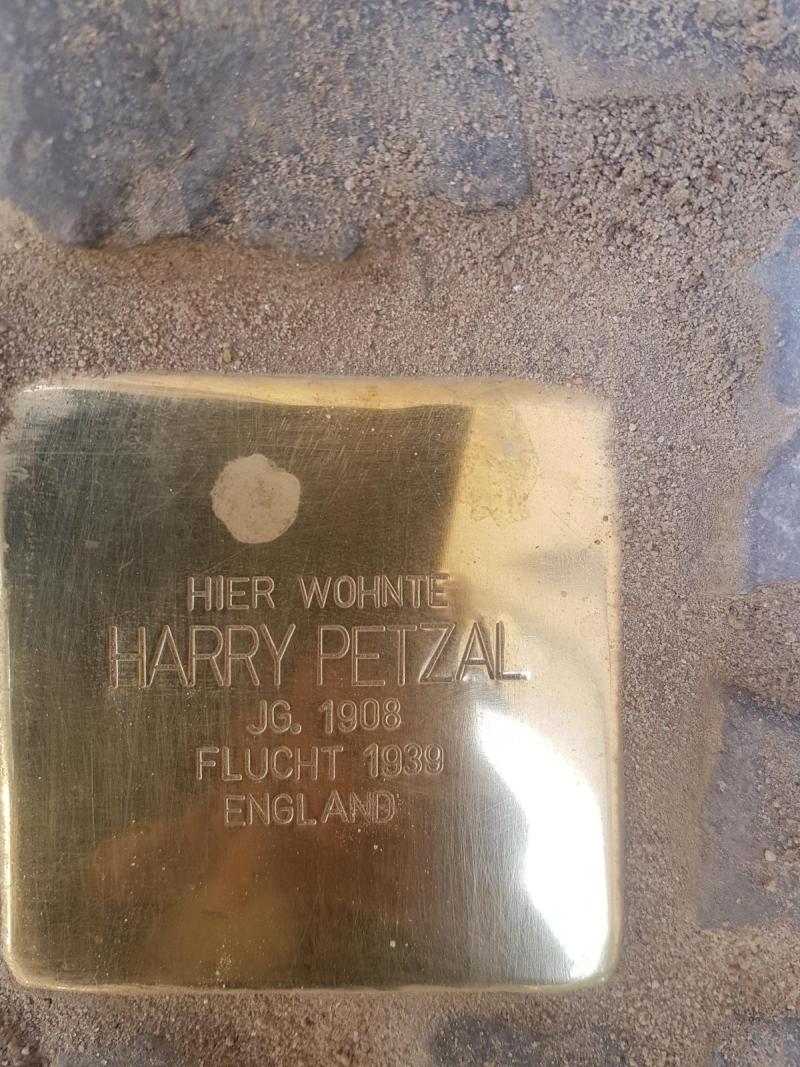 HIER WOHNTE
HARRY PETZAL
JG. 1908
FLUCHT 1939
ENGLAND